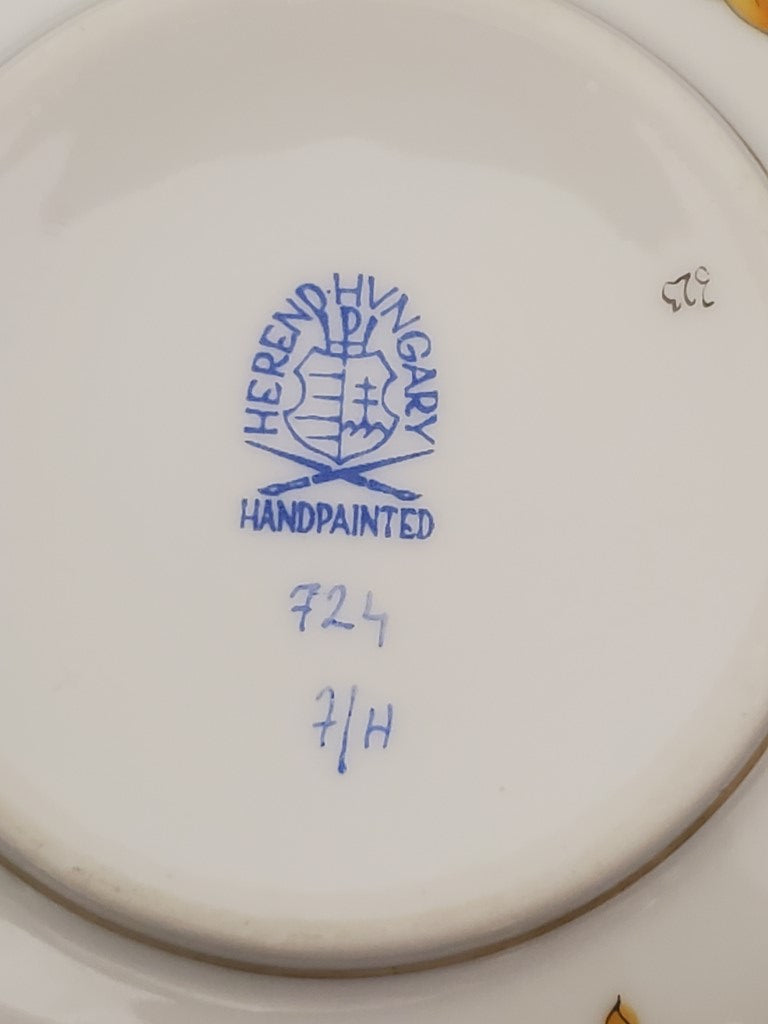 HEREND · HVNGARY
HANDPAINTED
724
7/H